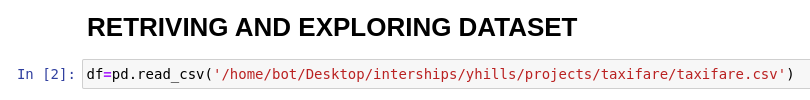 RETRIVING AND EXPLORING DATASET
In [2]: df=pd.read_csv('/home/bot/Desktop/interships/yhills/projects/taxifare/taxifare.csv')